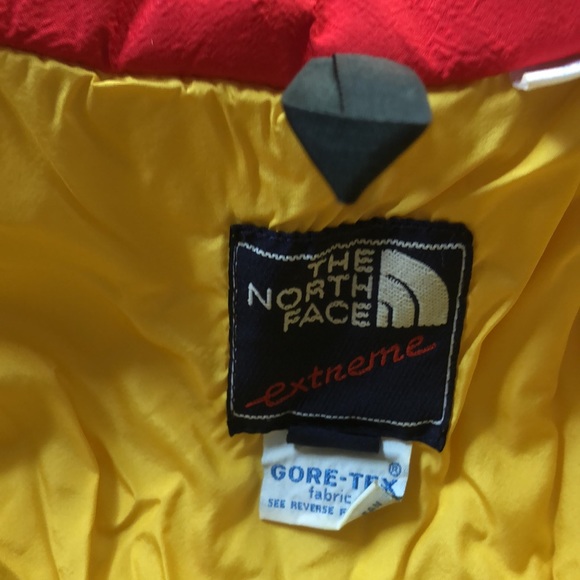 THE
NORTH
FACE
extreme
GORE-TEX®
fabric
SEE REVERSE